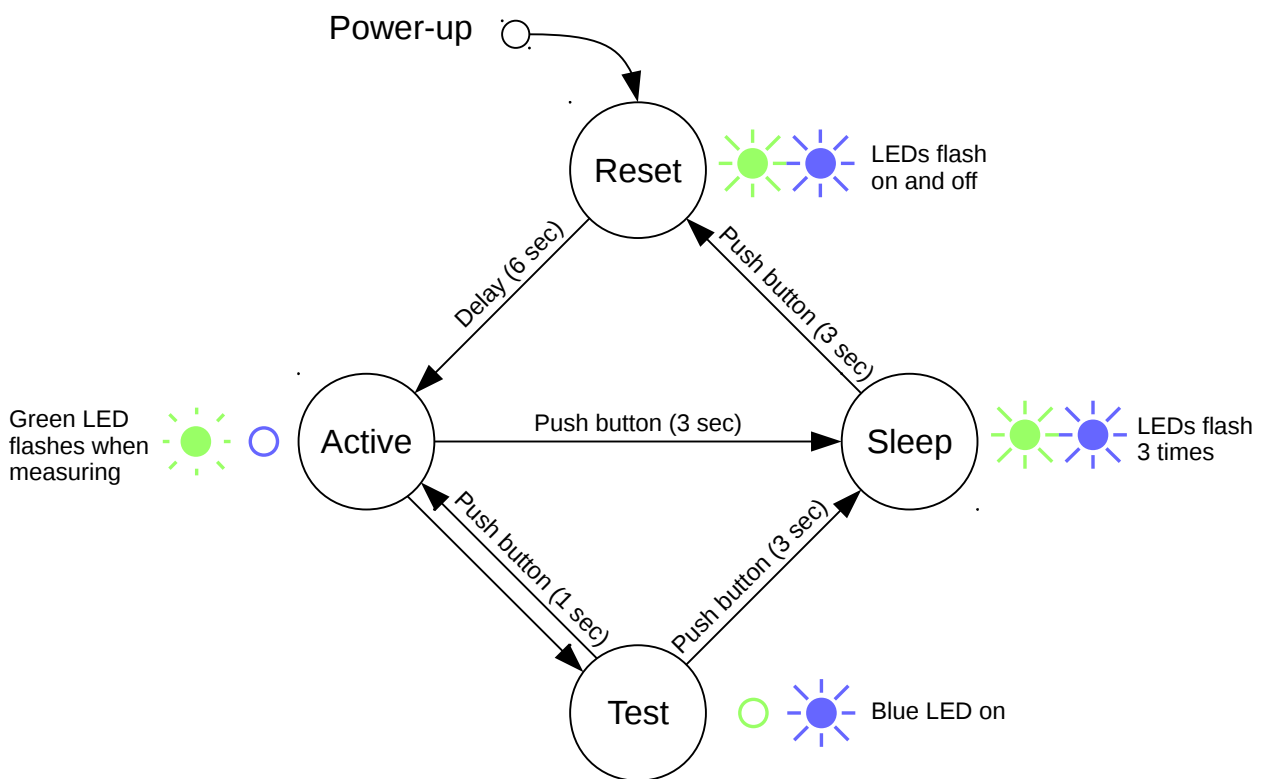 Power-up
Reset
LEDs flash
on and off
Delay (6 sec)
Push button (3 sec)
Green LED
flashes when
measuring
Active
Push button (3 sec)
Sleep
LEDs flash
3 times
Push button (1 sec)
Push button (3 sec)
Test
Blue LED on